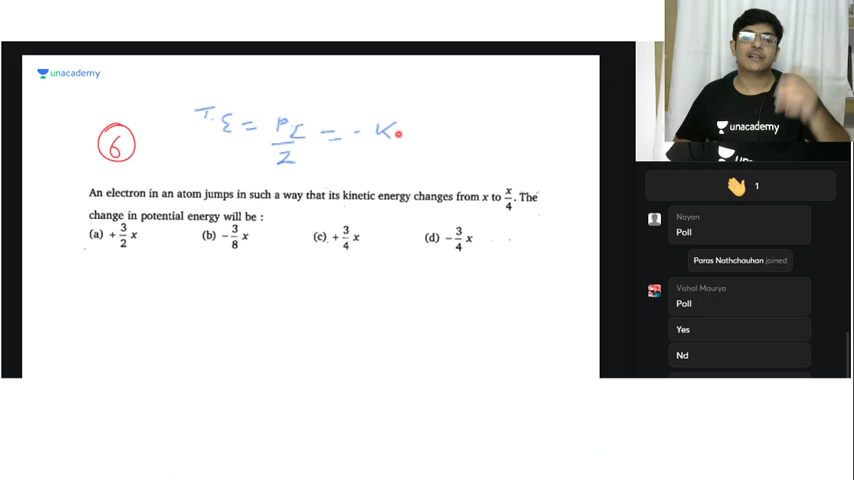 unacademy
T.E = PE/2 = - K
6
An electron in an atom jumps in such a way that its kinetic energy changes from x to x/4. The
change in potential energy will be :
(a) + 3/2 x (b) - 3/8 x (c) + 3/4 x (d) - 3/4 x
unacademy
1
Nayan
Poll
Paras Nathchauhan joined
Vishal Maurya
Poll
Yes
Nd